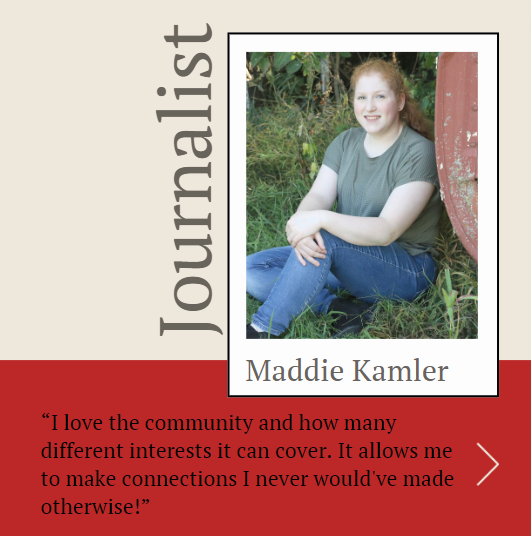 Journalist
Maddie Kamler
“I love the community and how many
different interests it can cover. It allows me
to make connections I never would've made
otherwise!”